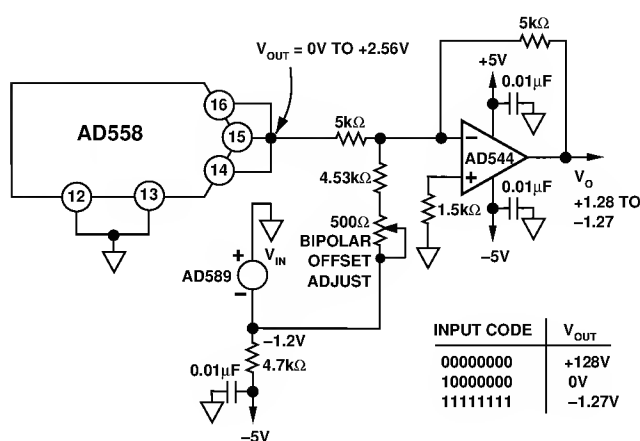 5kΩ
V_OUT = 0V TO +2.56V
+5V
0.01µF
16
AD558
15
5kΩ
14
AD544
4.53kΩ
V_O
+1.28 TO
–1.27
12
13
500Ω
BIPOLAR
OFFSET
ADJUST
1.5kΩ
0.01µF
V_IN
–5V
AD589
–1.2V
4.7kΩ
0.01µF
–5V
INPUT CODE V_OUT
00000000 +128V
10000000 0V
11111111 –1.27V